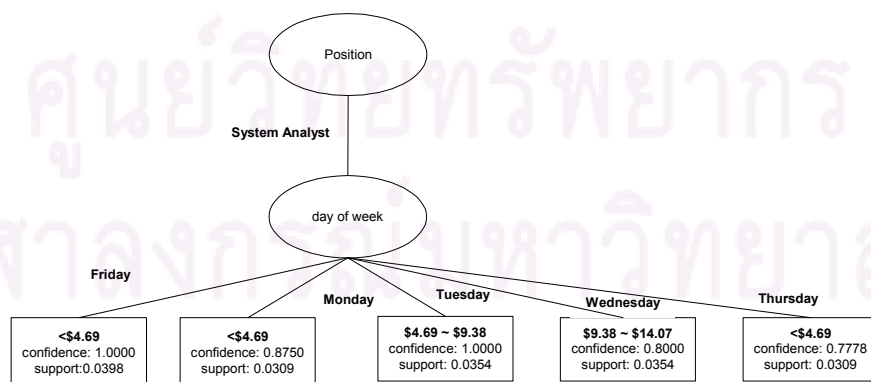 Position
ศูนย์วิทยทรัพยากร
System Analyst
day of week
Friday
Monday
Tuesday
Wednesday
Thursday
<$4.69
confidence: 1.0000
support:0.0398
<$4.69
confidence: 0.8750
support: 0.0309
$4.69 ~ $9.38
confidence: 1.0000
support: 0.0354
$9.38 ~ $14.07
confidence: 0.8000
support: 0.0354
<$4.69
confidence: 0.7778
support: 0.0309